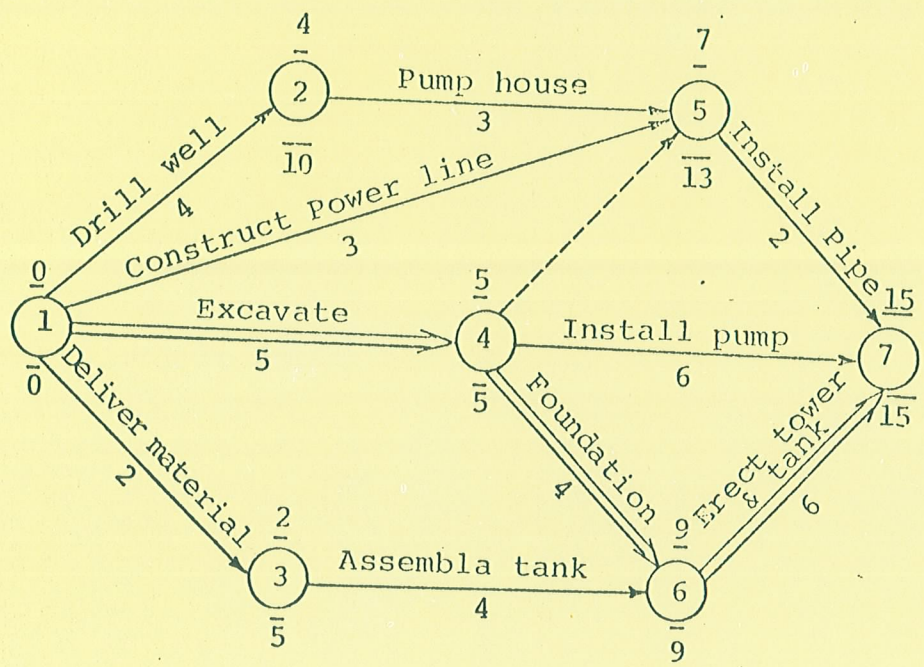 4
2
10
7
5
13
Pump house
3
Drill well
4
Construct Power line
3
Install Pipe
2
0
1
0
Excavate
5
5
4
5
Install pump
6
15
7
15
Deliver material
2
Foundation
4
Erect tower
& tank
6
2
3
5
Assembla tank
4
9
6
9